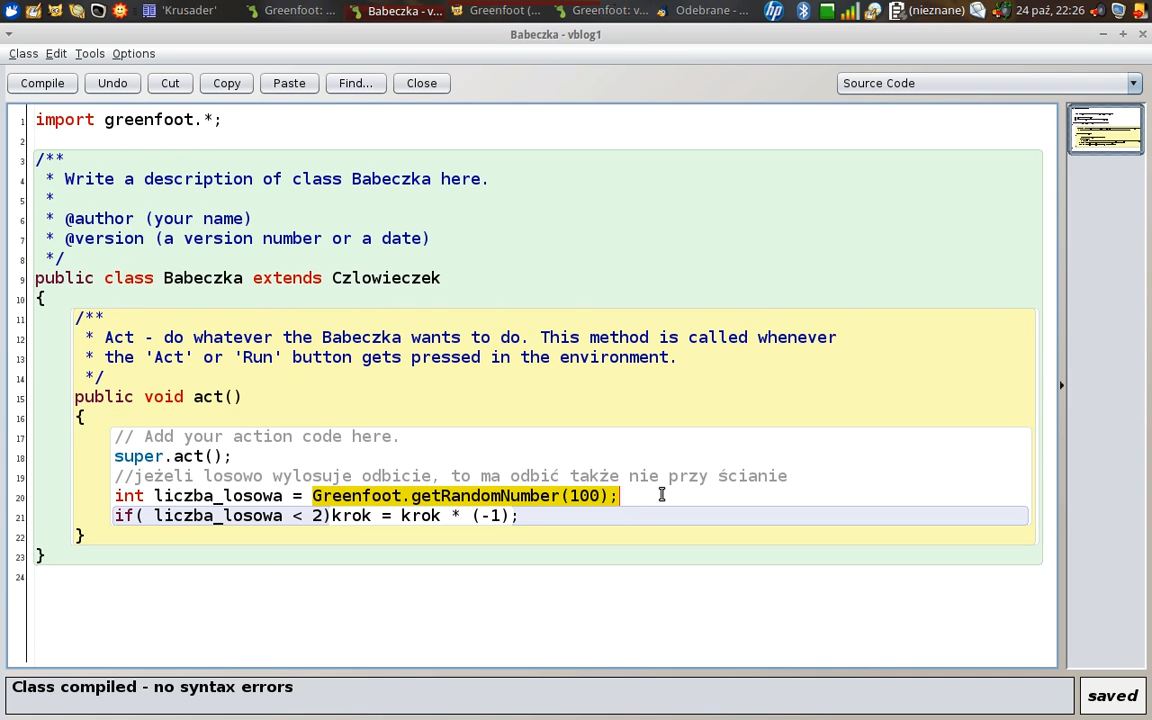 'Krusader' Greenfoot: ... Babeczka - v... Greenfoot (... Greenfoot: v... Odebrane - ... (nieznane) 24 paź, 22:26
Babeczka - vblog1
Class Edit Tools Options
Compile Undo Cut Copy Paste Find... Close Source Code
1 import greenfoot.*;
2
3 /**
4 * Write a description of class Babeczka here.
5 *
6 * @author (your name)
7 * @version (a version number or a date)
8 */
9 public class Babeczka extends Czlowieczek
10 {
11 /**
12 * Act - do whatever the Babeczka wants to do. This method is called whenever
13 * the 'Act' or 'Run' button gets pressed in the environment.
14 */
15 public void act()
16 {
17 // Add your action code here.
18 super.act();
19 //jeżeli losowo wylosuje odbicie, to ma odbić także nie przy ścianie
20 int liczba_losowa = Greenfoot.getRandomNumber(100);
21 if( liczba_losowa < 2)krok = krok * (-1);
22 }
23 }
24
Class compiled - no syntax errors
saved